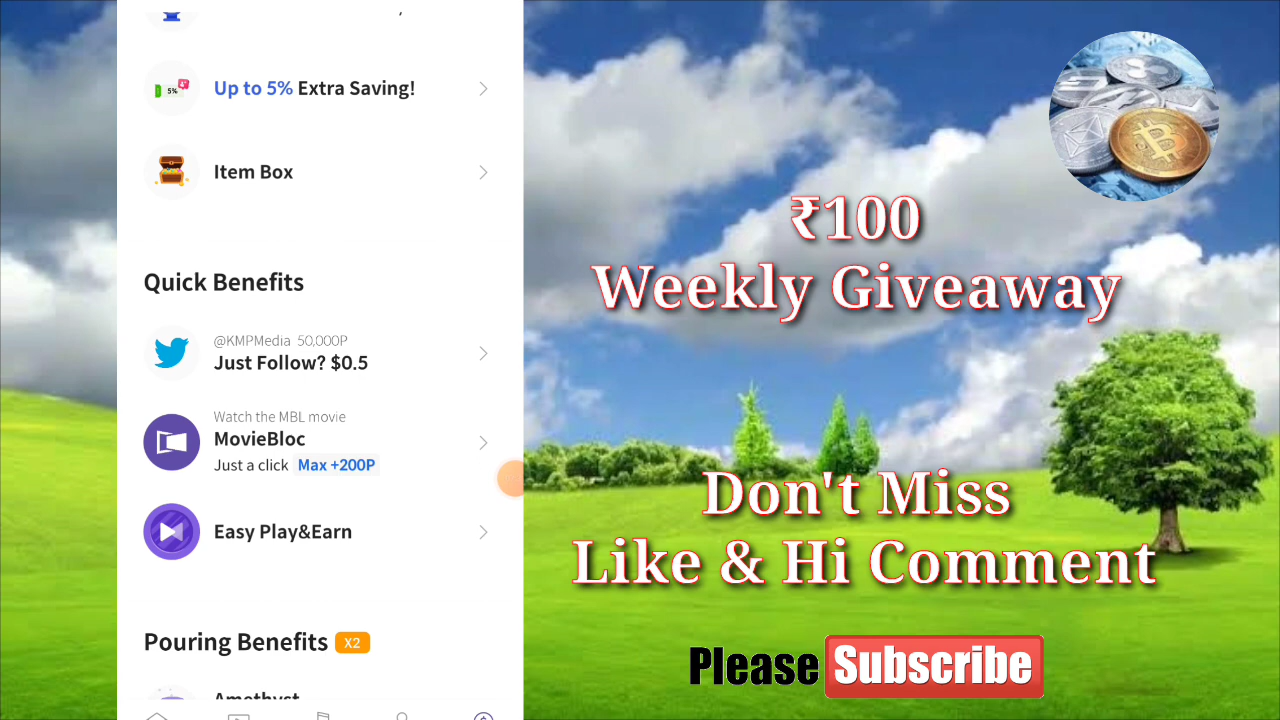 5%
Up to 5% Extra Saving!
Item Box
Quick Benefits
@KMPMedia 50,000P
Just Follow? $0.5
Watch the MBL movie
MovieBloc
Just a click Max +200P
Easy Play&Earn
Pouring Benefits X2
Amethyst
₹100
Weekly Giveaway
Don't Miss
Like & Hi Comment
Please Subscribe